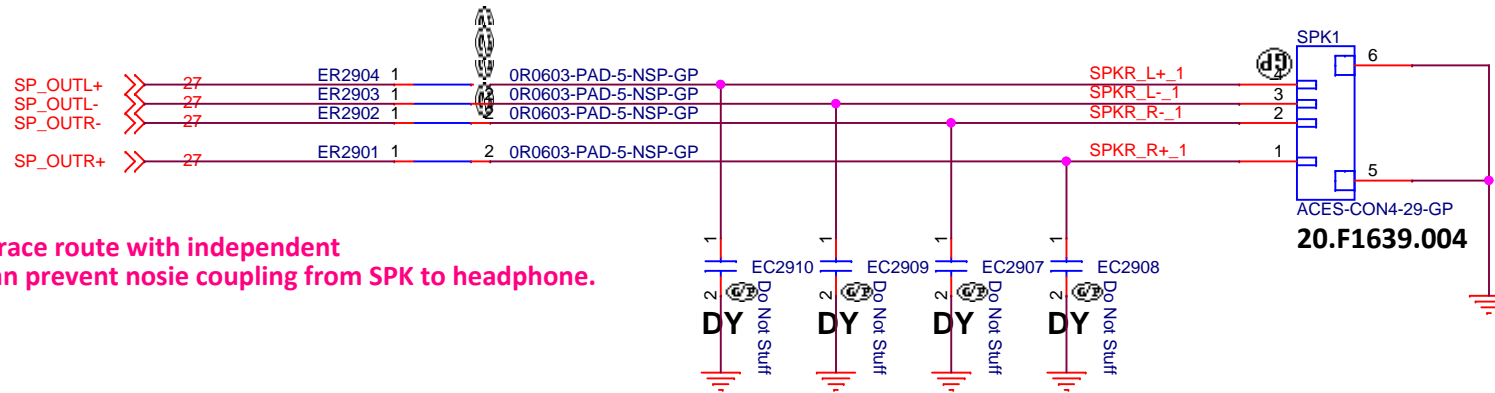 SPK1
6
SP_OUTL+ 27 ER2904 1 0R0603-PAD-5-NSP-GP SPKR_L+_1 4
SP_OUTL- 27 ER2903 1 2 0R0603-PAD-5-NSP-GP SPKR_L-_1 3
SP_OUTR- 27 ER2902 1 2 0R0603-PAD-5-NSP-GP SPKR_R-_1 2
SP_OUTR+ 27 ER2901 1 2 0R0603-PAD-5-NSP-GP SPKR_R+_1 1
5
ACES-CON4-29-GP
20.F1639.004
race route with independent
n prevent nosie coupling from SPK to headphone.
1 EC2910 2 DY Do Not Stuff
1 EC2909 2 DY Do Not Stuff
1 EC2907 2 DY Do Not Stuff
1 EC2908 2 DY Do Not Stuff